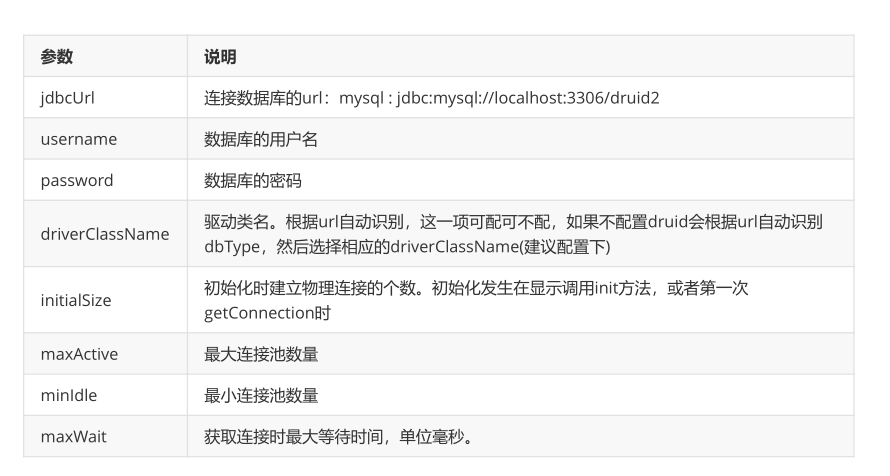 参数 说明
jdbcUrl 连接数据库的url：mysql : jdbc:mysql://localhost:3306/druid2
username 数据库的用户名
password 数据库的密码
driverClassName 驱动类名。根据url自动识别，这一项可配可不配，如果不配置druid会根据url自动识别
dbType，然后选择相应的driverClassName(建议配置下)
initialSize 初始化时建立物理连接的个数。初始化发生在显示调用init方法，或者第一次
getConnection时
maxActive 最大连接池数量
minIdle 最小连接池数量
maxWait 获取连接时最大等待时间，单位毫秒。